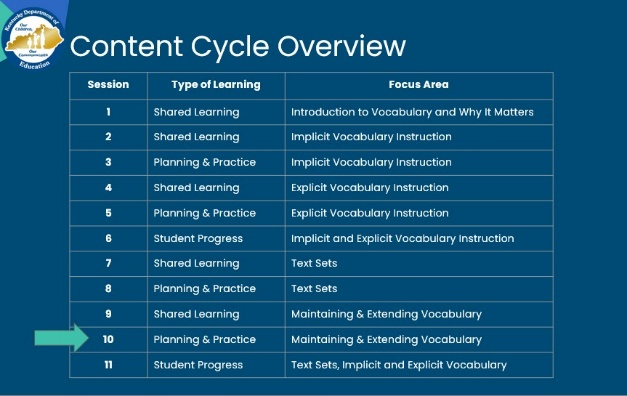 Kentucky Department of
Our
Children,
Our
Commonwealth
Education
Content Cycle Overview
Session Type of Learning Focus Area
1 Shared Learning Introduction to Vocabulary and Why It Matters
2 Shared Learning Implicit Vocabulary Instruction
3 Planning & Practice Implicit Vocabulary Instruction
4 Shared Learning Explicit Vocabulary Instruction
5 Planning & Practice Explicit Vocabulary Instruction
6 Student Progress Implicit and Explicit Vocabulary Instruction
7 Shared Learning Text Sets
8 Planning & Practice Text Sets
9 Shared Learning Maintaining & Extending Vocabulary
10 Planning & Practice Maintaining & Extending Vocabulary
11 Student Progress Text Sets, Implicit and Explicit Vocabulary